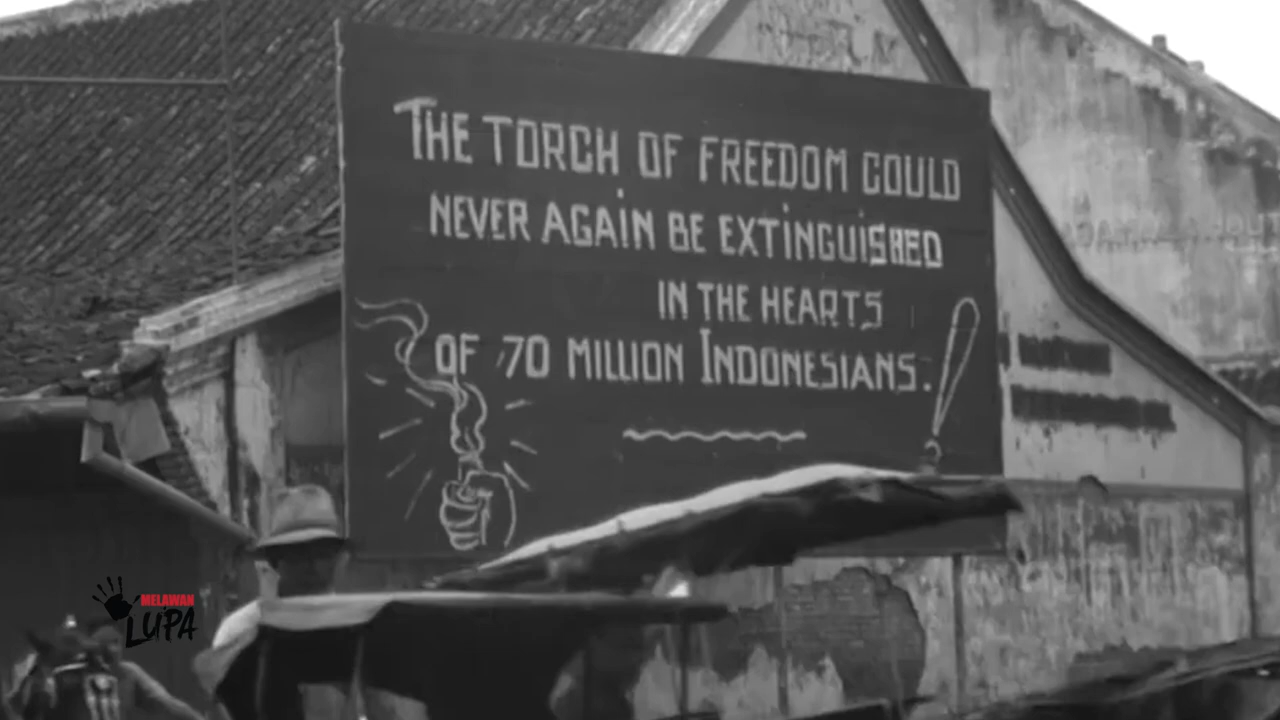 THE TORCH OF FREEDOM COULD
NEVER AGAIN BE EXTINGUISHED
IN THE HEARTS
OF 70 MILLION INDONESIANS.
MELAWAN
LUPA